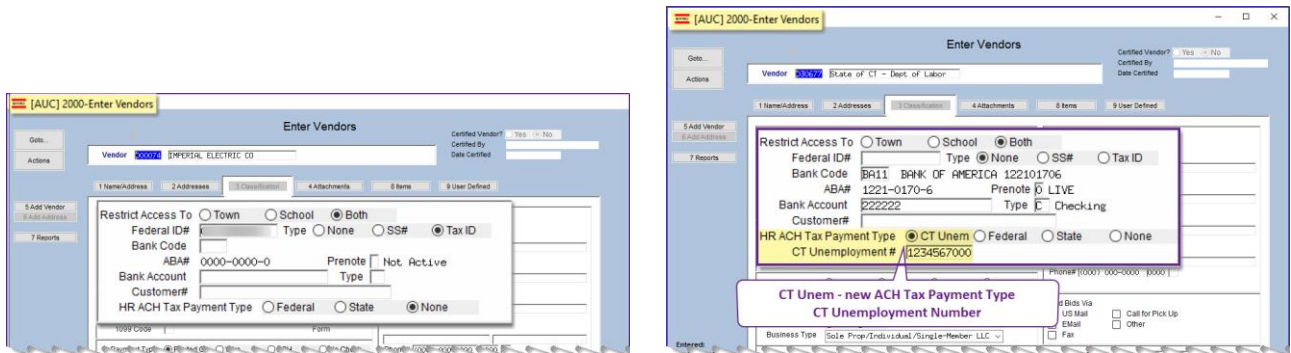 [AUC] 2000-Enter Vendors
Enter Vendors
Goto...
Actions
Certified Vendor? Yes No
Certified By
Date Certified
Vendor 000074 IMPERIAL ELECTRIC CO
1 Name/Address 2 Addresses 3 Classification 4 Attachments 8 Items 9 User Defined
5 Add Vendor
6 Add Address
7 Reports
Restrict Access To Town School Both
Federal ID# Type None SS# Tax ID
Bank Code
ABA# 0000-0000-0 Prenote Not Active
Bank Account Type
Customer#
HR ACH Tax Payment Type Federal State None
1099 Code Form
[AUC] 2000-Enter Vendors
Enter Vendors
Goto...
Actions
Certified Vendor? Yes No
Certified By
Date Certified
Vendor 030677 State of CT - Dept of Labor
1 Name/Address 2 Addresses 3 Classification 4 Attachments 8 Items 9 User Defined
5 Add Vendor
6 Add Address
7 Reports
Restrict Access To Town School Both
Federal ID# Type None SS# Tax ID
Bank Code BA11 BANK OF AMERICA 122101706
ABA# 1221-0170-6 Prenote 0 LIVE
Bank Account 222222 Type C Checking
Customer#
HR ACH Tax Payment Type CT Unem Federal State None
CT Unemployment # 1234567000
Phone# (000) 000-0000 0000
CT Unem - new ACH Tax Payment Type
CT Unemployment Number
Bids Via
US Mail Call for Pick Up
EMail Other
Fax
Business Type Sole Prop/Individual/Single-Member LLC
Entered: